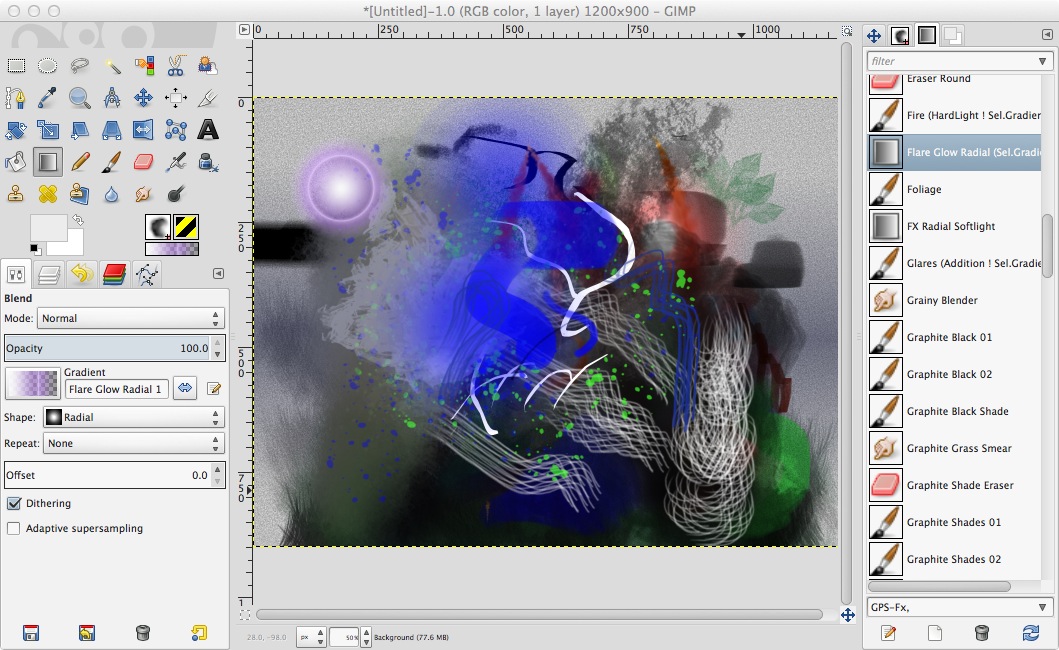 *[Untitled]-1.0 (RGB color, 1 layer) 1200x900 – GIMP
0
250
500
750
1000
0
250
500
750
1
filter
Eraser Round
Fire (HardLight ! Sel.Gradier
Flare Glow Radial (Sel.Gradi
Foliage
FX Radial Softlight
Glares (Addition ! Sel.Gradie
Grainy Blender
Graphite Black 01
Graphite Black 02
Graphite Black Shade
Graphite Grass Smear
Graphite Shade Eraser
Graphite Shades 01
Graphite Shades 02
GPS-Fx,
Blend
Mode: Normal
Opacity 100.0
Gradient
Flare Glow Radial 1
Shape: Radial
Repeat: None
Offset 0.0
Dithering
Adaptive supersampling
28.0, -98.0 px 50% Background (77.6 MB)